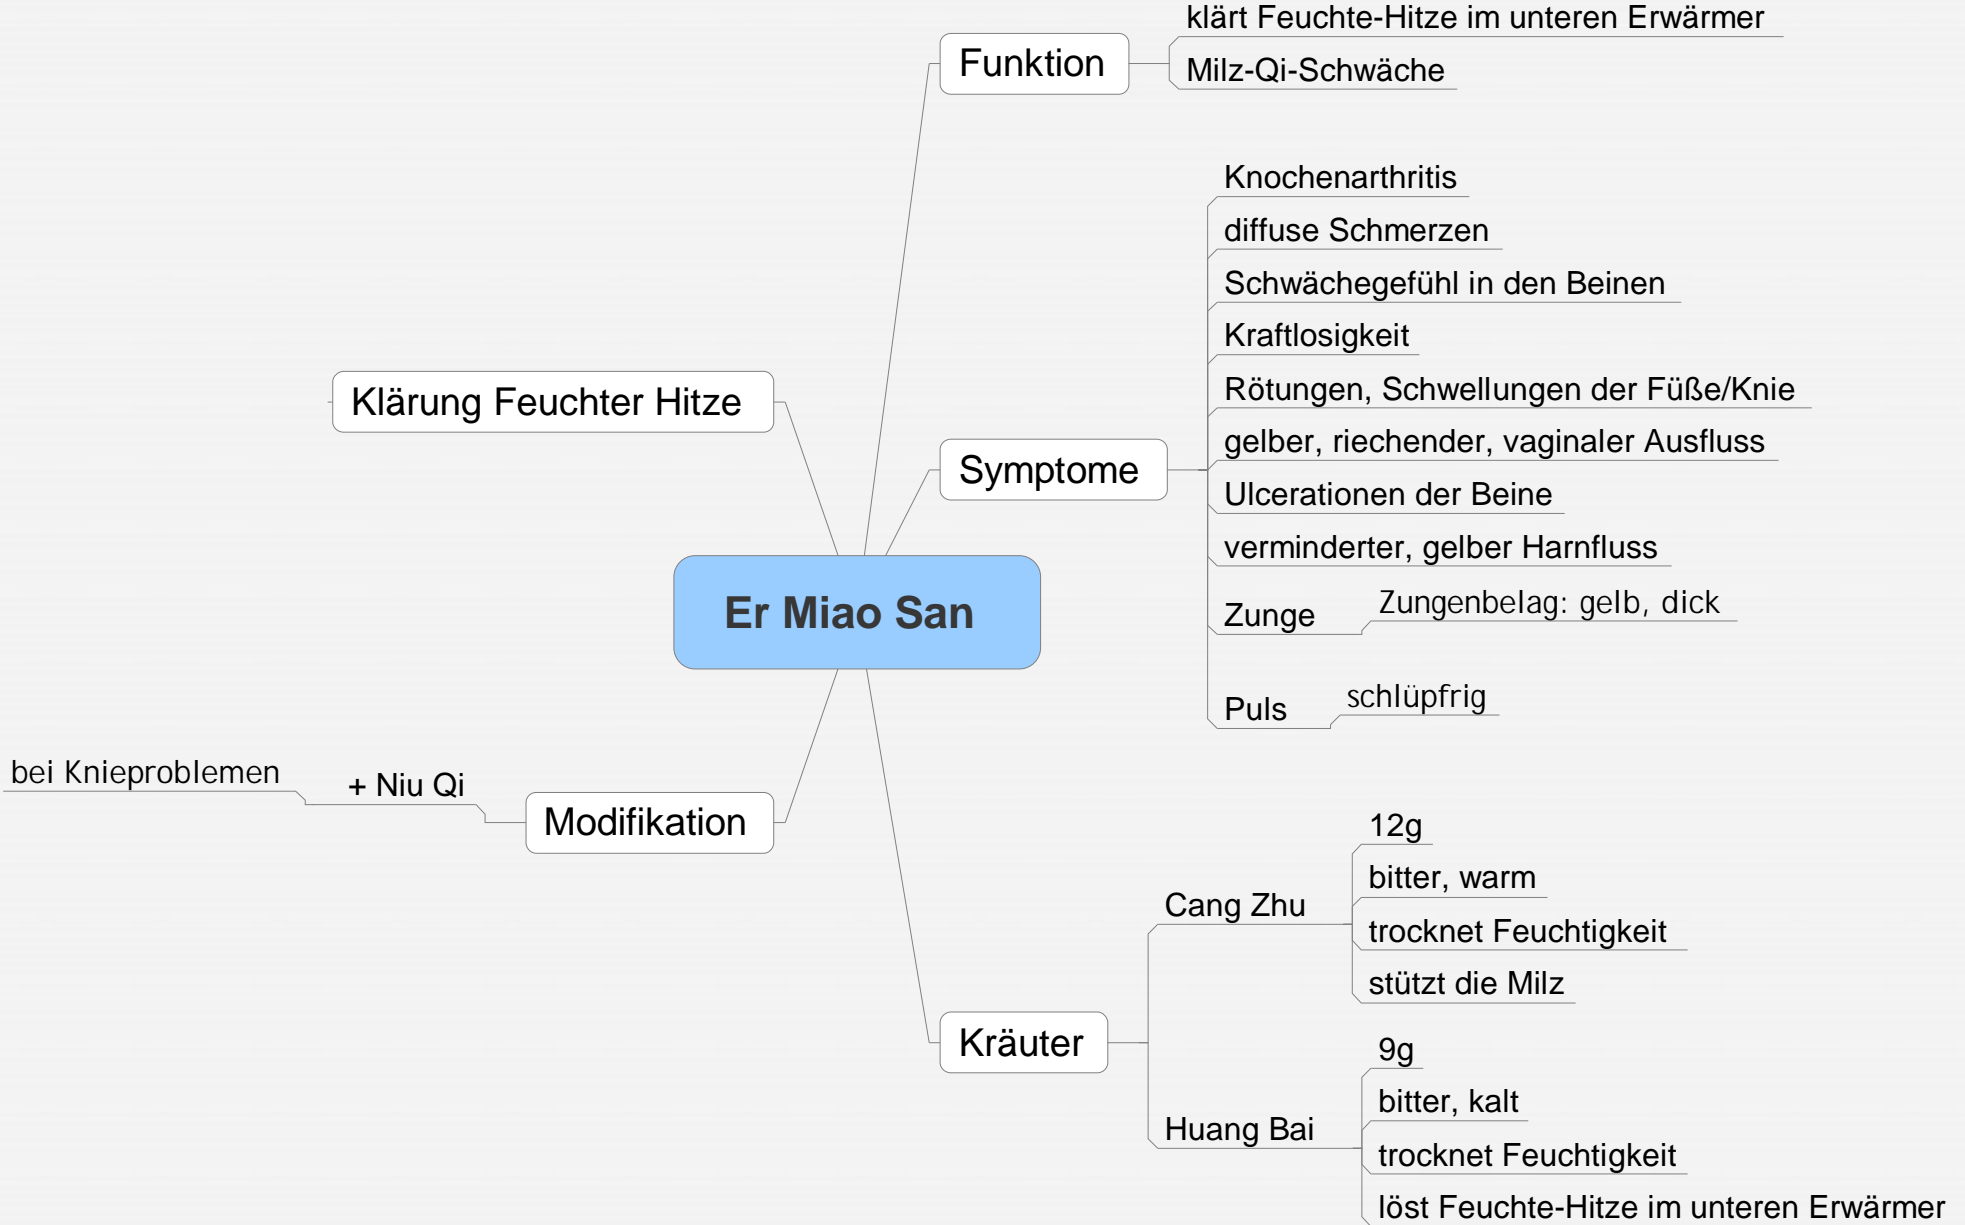 Er Miao San
Funktion
klärt Feuchte-Hitze im unteren Erwärmer
Milz-Qi-Schwäche
Symptome
Knochenarthritis
diffuse Schmerzen
Schwächegefühl in den Beinen
Kraftlosigkeit
Rötungen, Schwellungen der Füße/Knie
gelber, riechender, vaginaler Ausfluss
Ulcerationen der Beine
verminderter, gelber Harnfluss
Zunge
Zungenbelag: gelb, dick
Puls
schlüpfrig
Kräuter
Cang Zhu
12g
bitter, warm
trocknet Feuchtigkeit
stützt die Milz
Huang Bai
9g
bitter, kalt
trocknet Feuchtigkeit
löst Feuchte-Hitze im unteren Erwärmer
Modifikation
+ Niu Qi
bei Knieproblemen
Klärung Feuchter Hitze